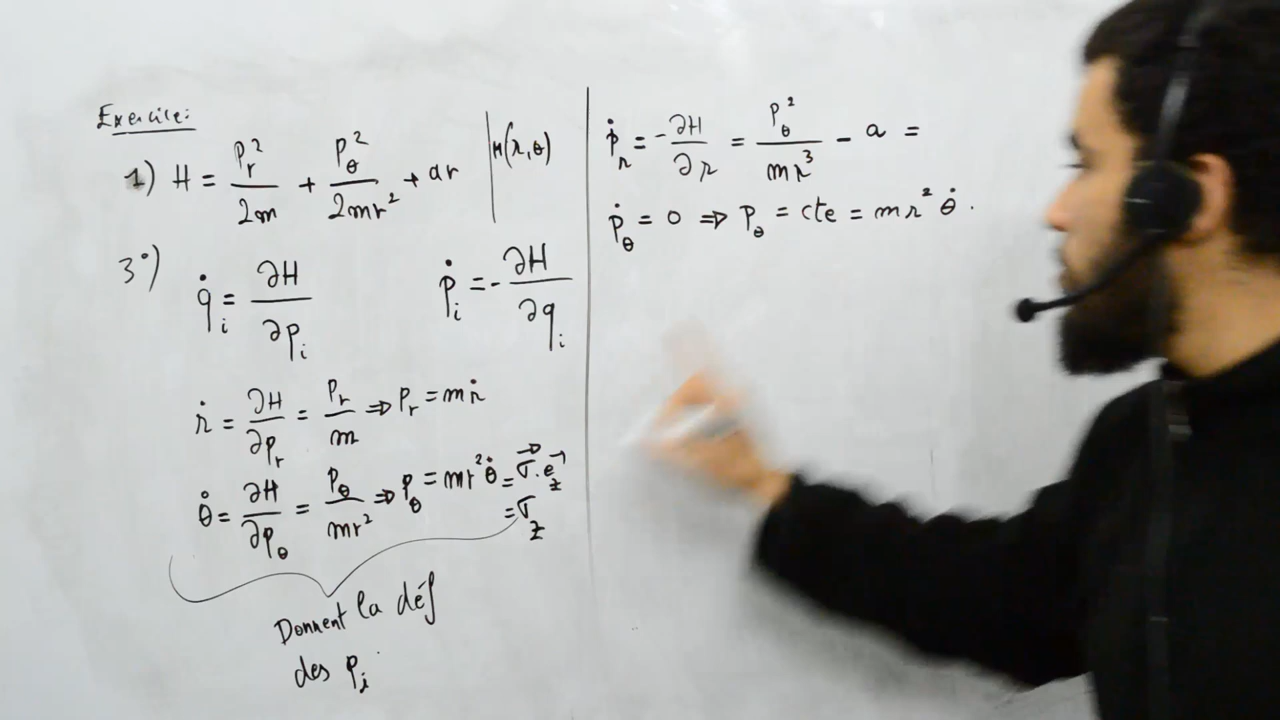 Exercice:
1) H = p_r²/2m + p_θ²/2mr² + ar | M(r,θ)
3°) q̇_i = ∂H/∂p_i ṗ_i = -∂H/∂q_i
ṙ = ∂H/∂p_r = p_r/m ⇒ p_r = mṙ
θ̇ = ∂H/∂p_θ = p_θ/mr² ⇒ p_θ = mr²θ̇ = σ⃗.e⃗_z
= σ_z
Donnent la déf
des p_i
ṗ_r = -∂H/∂r = p_θ²/mr³ - a =
ṗ_θ = 0 ⇒ p_θ = cte = mr²θ̇.